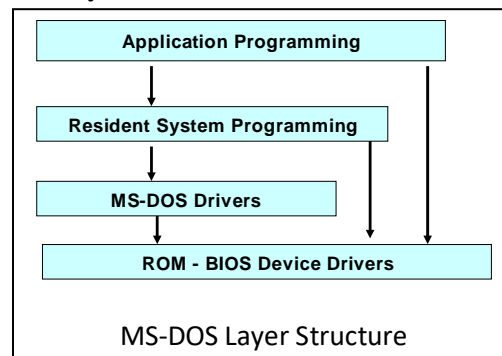 Application Programming
Resident System Programming
MS-DOS Drivers
ROM - BIOS Device Drivers
MS-DOS Layer Structure